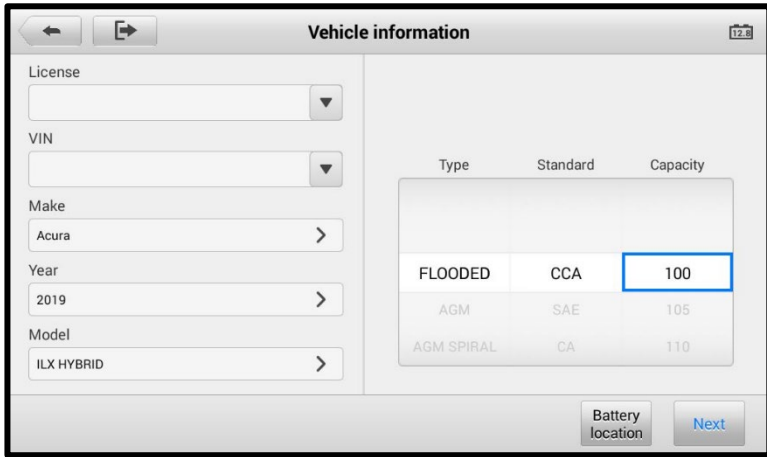 Vehicle information
12.8
License
VIN
Make
Acura
Year
2019
Model
ILX HYBRID
Type Standard Capacity
FLOODED CCA 100
AGM SAE 105
AGM SPIRAL CA 110
Battery
location
Next